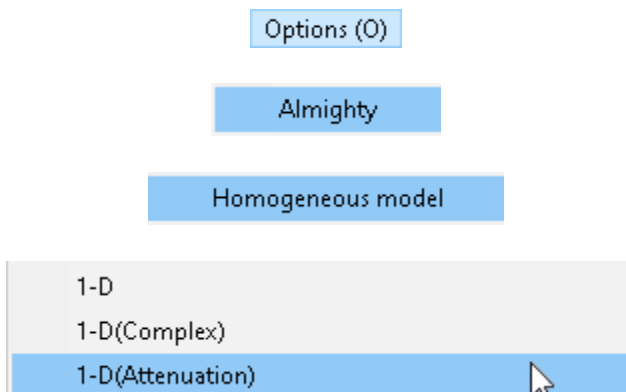 Options (O)
Almighty
Homogeneous model
1-D
1-D(Complex)
1-D(Attenuation)